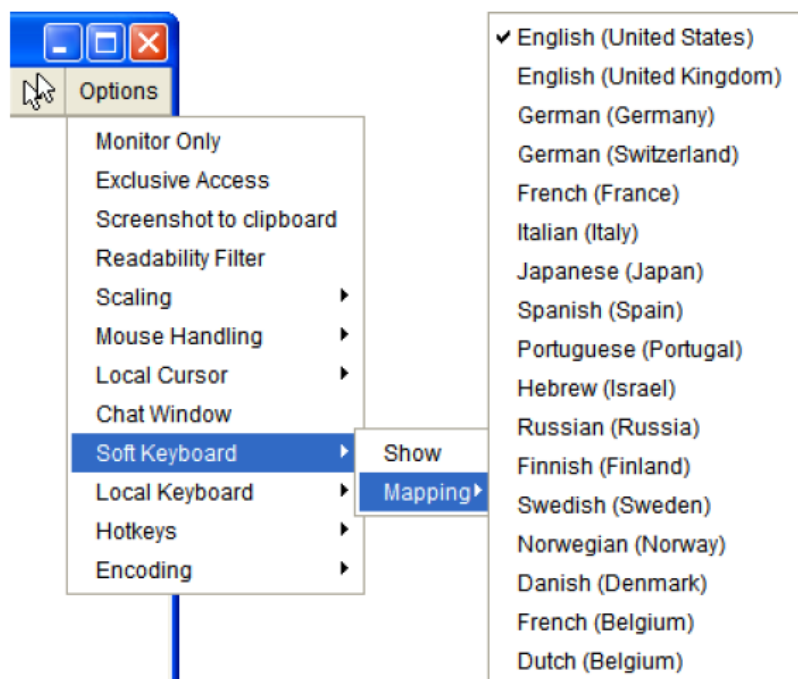 Options
Monitor Only
Exclusive Access
Screenshot to clipboard
Readability Filter
Scaling
Mouse Handling
Local Cursor
Chat Window
Soft Keyboard
Local Keyboard
Hotkeys
Encoding
Show
Mapping
English (United States)
English (United Kingdom)
German (Germany)
German (Switzerland)
French (France)
Italian (Italy)
Japanese (Japan)
Spanish (Spain)
Portuguese (Portugal)
Hebrew (Israel)
Russian (Russia)
Finnish (Finland)
Swedish (Sweden)
Norwegian (Norway)
Danish (Denmark)
French (Belgium)
Dutch (Belgium)